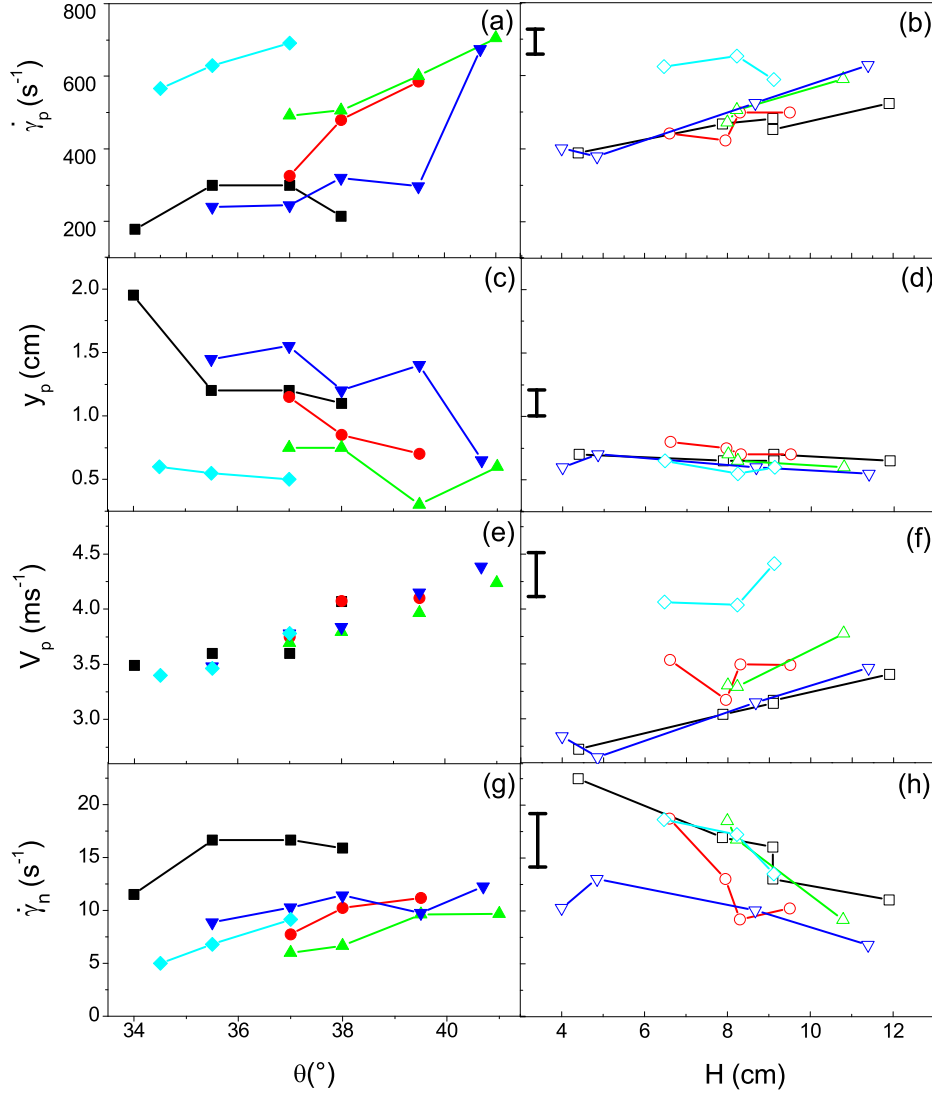 (a)
(b)
γ̇p (s-1)
800
600
400
200
(c)
(d)
yp (cm)
2.0
1.5
1.0
0.5
(e)
(f)
Vp (ms-1)
4.5
4.0
3.5
3.0
(g)
(h)
γ̇n (s-1)
20
15
10
5
0
34 36 38 40
4 6 8 10 12
θ(°)
H (cm)